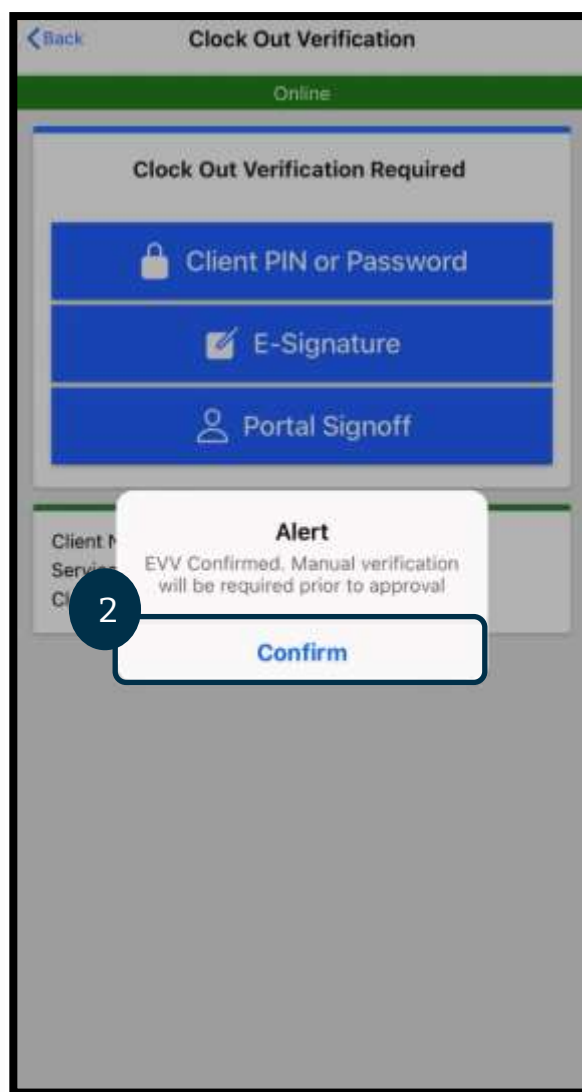 Back Clock Out Verification
Online
Clock Out Verification Required
Client PIN or Password
E-Signature
Portal Signoff
Client
Alert
EVV Confirmed. Manual verification
will be required prior to approval
2
Confirm